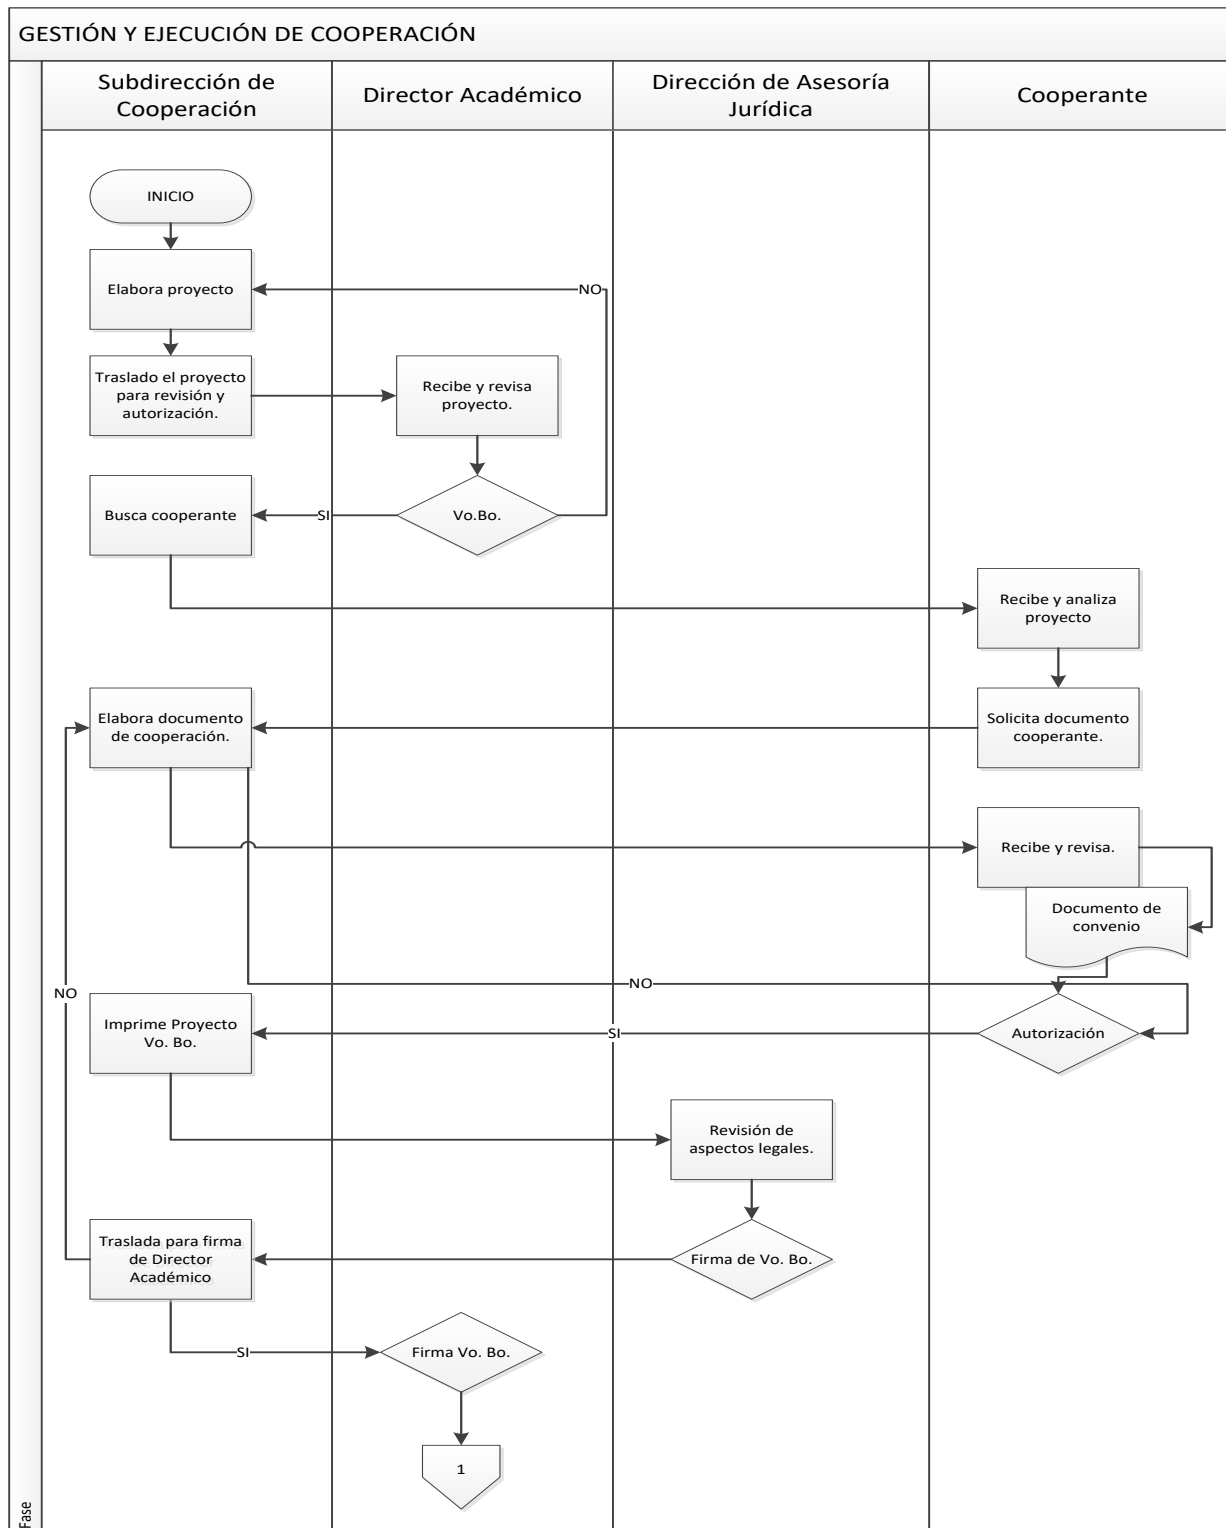 GESTIÓN Y EJECUCIÓN DE COOPERACIÓN
Subdirección de
Cooperación
Director Académico
Dirección de Asesoría
Jurídica
Cooperante
INICIO
Elabora proyecto
NO
Traslado el proyecto
para revisión y
autorización.
Recibe y revisa
proyecto.
Busca cooperante
SI
Vo.Bo.
Recibe y analiza
proyecto
Elabora documento
de cooperación.
Solicita documento
cooperante.
Recibe y revisa.
Documento de
convenio
NO
NO
Imprime Proyecto
Vo. Bo.
SI
Autorización
Revisión de
aspectos legales.
Traslada para firma
de Director
Académico
Firma de Vo. Bo.
SI
Firma Vo. Bo.
1
Fase